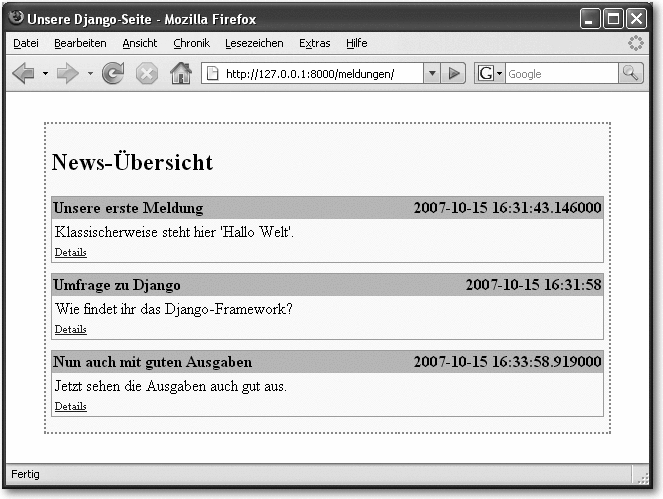 Unsere Django-Seite - Mozilla Firefox
Datei Bearbeiten Ansicht Chronik Lesezeichen Extras Hilfe
http://127.0.0.1:8000/meldungen/ G Google
News-Übersicht
Unsere erste Meldung 2007-10-15 16:31:43.146000
Klassischerweise steht hier 'Hallo Welt'.
Details
Umfrage zu Django 2007-10-15 16:31:58
Wie findet ihr das Django-Framework?
Details
Nun auch mit guten Ausgaben 2007-10-15 16:33:58.919000
Jetzt sehen die Ausgaben auch gut aus.
Details
Fertig